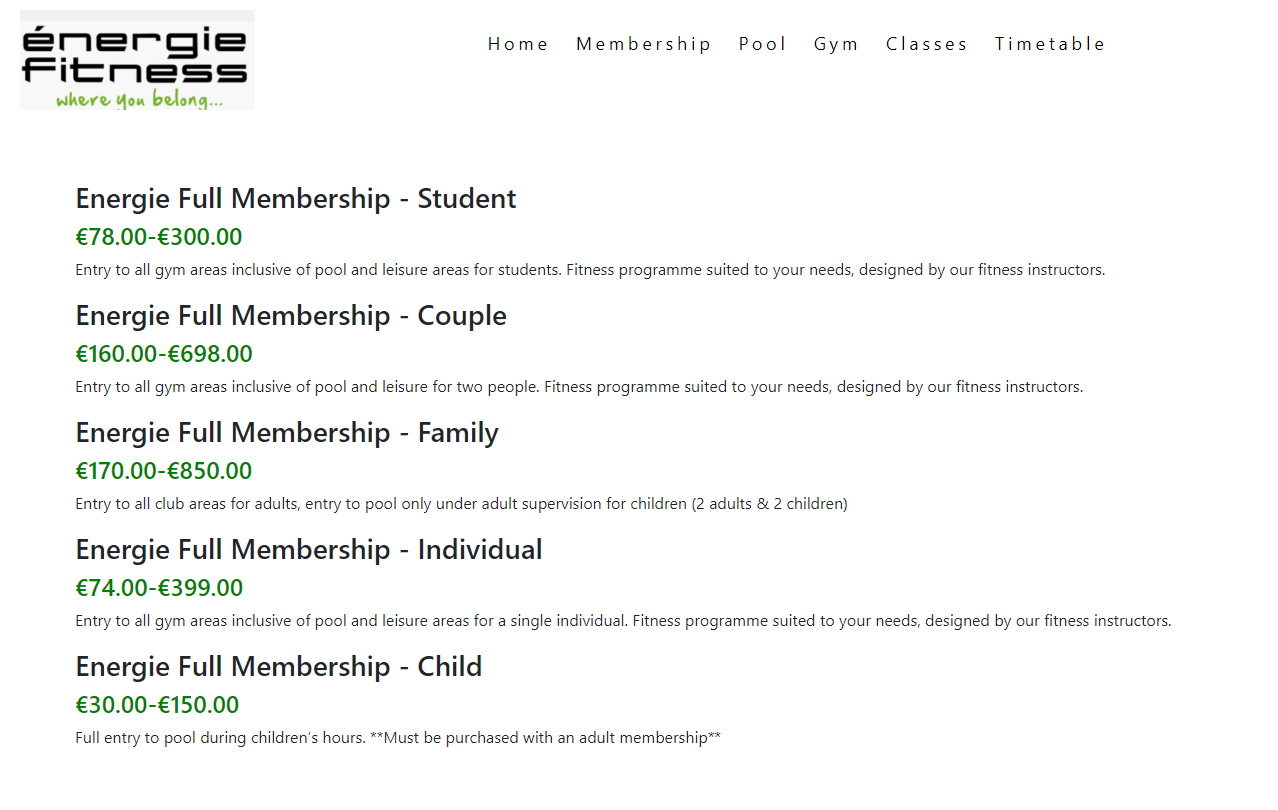 énergie
Fitness
where you belong...
Home Membership Pool Gym Classes Timetable
Energie Full Membership - Student
€78.00-€300.00
Entry to all gym areas inclusive of pool and leisure areas for students. Fitness programme suited to your needs, designed by our fitness instructors.
Energie Full Membership - Couple
€160.00-€698.00
Entry to all gym areas inclusive of pool and leisure for two people. Fitness programme suited to your needs, designed by our fitness instructors.
Energie Full Membership - Family
€170.00-€850.00
Entry to all club areas for adults, entry to pool only under adult supervision for children (2 adults & 2 children)
Energie Full Membership - Individual
€74.00-€399.00
Entry to all gym areas inclusive of pool and leisure areas for a single individual. Fitness programme suited to your needs, designed by our fitness instructors.
Energie Full Membership - Child
€30.00-€150.00
Full entry to pool during children’s hours. **Must be purchased with an adult membership**